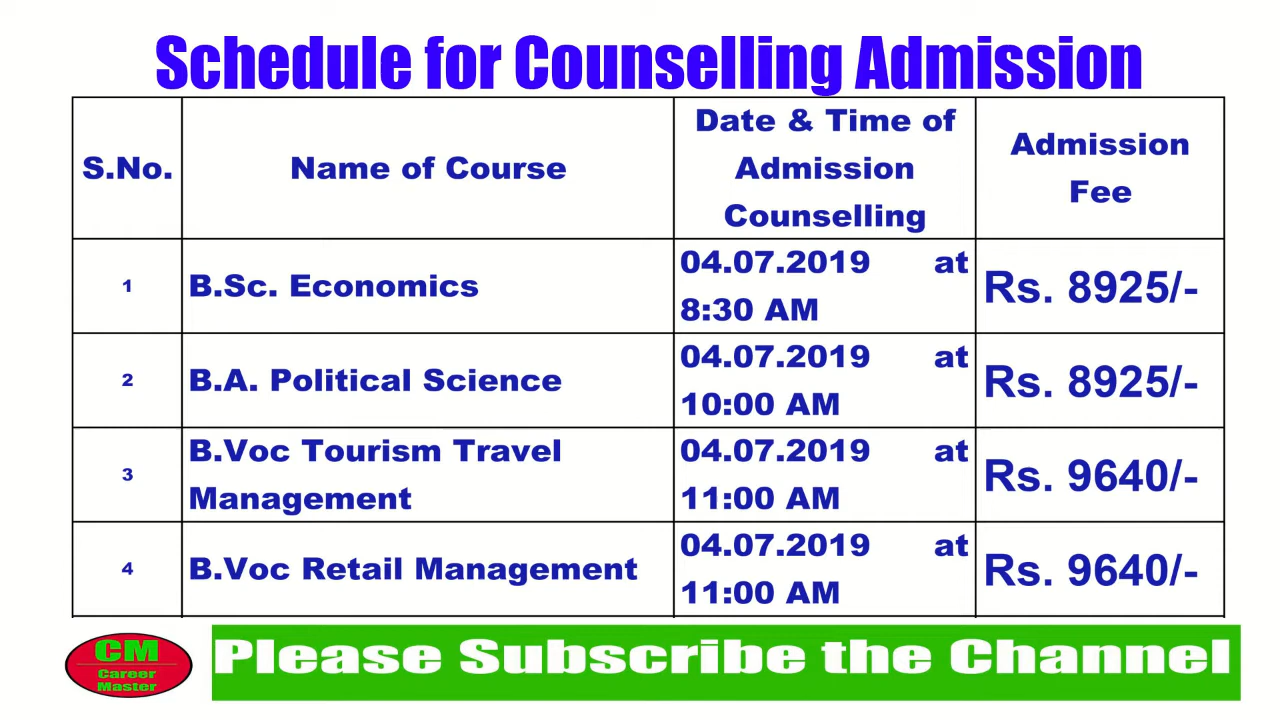 Schedule for Counselling Admission
S.No.
Name of Course
Date & Time of
Admission
Counselling
Admission
Fee
1
B.Sc. Economics
04.07.2019 at
8:30 AM
Rs. 8925/-
2
B.A. Political Science
04.07.2019 at
10:00 AM
Rs. 8925/-
3
B.Voc Tourism Travel
Management
04.07.2019 at
11:00 AM
Rs. 9640/-
4
B.Voc Retail Management
04.07.2019 at
11:00 AM
Rs. 9640/-
CM
Career
Master
Please Subscribe the Channel